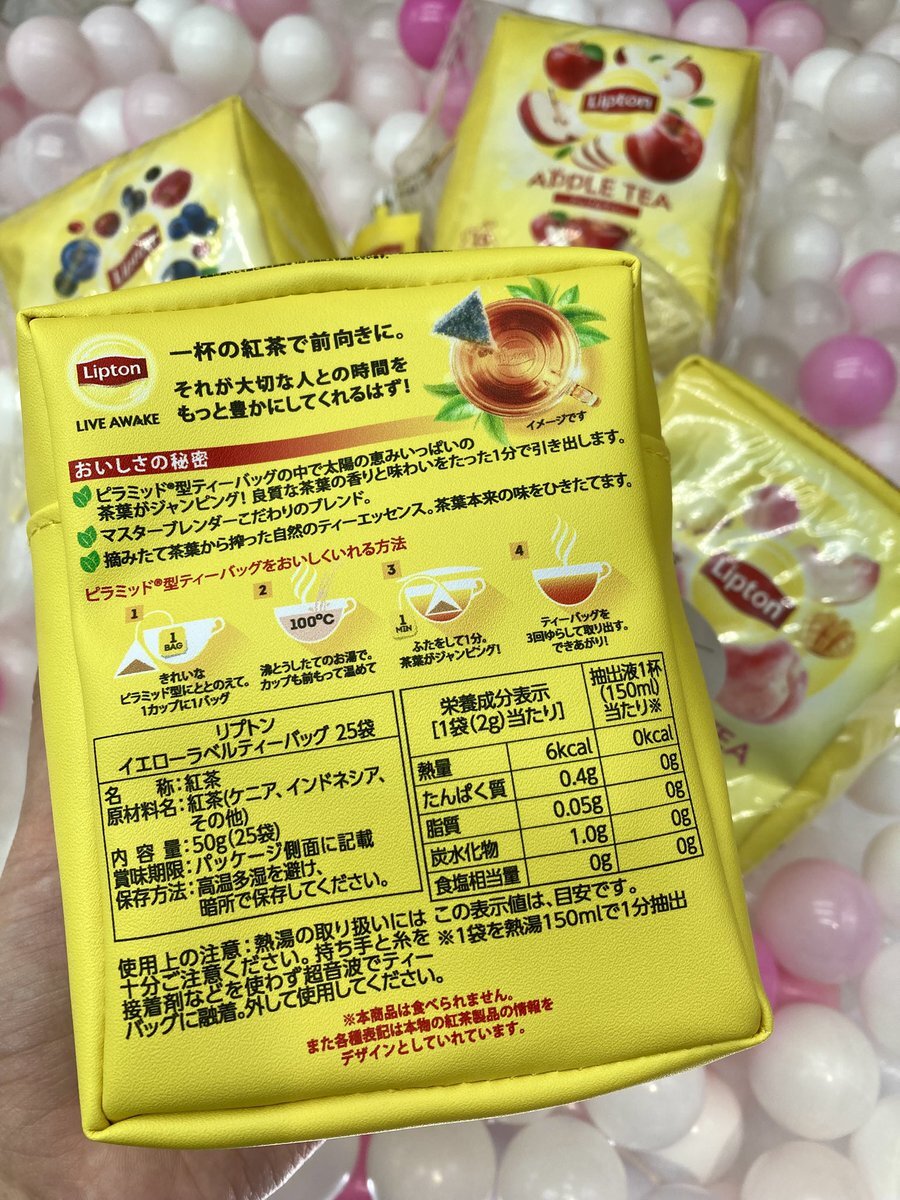 Lipton
APPLE TEA
Lipton
Lipton
LIVE AWAKE
一杯の紅茶で前向きに。
それが大切な人との時間を
もっと豊かにしてくれるはず!
Lipton
イメージです
おいしさの秘密
ピラミッド®型ティーバッグの中で太陽の恵みいっぱいの
茶葉がジャンピング! 良質な茶葉の香りと味わいをたった1分で引き出します。
マスターブレンダーこだわりのブレンド。
摘みたて茶葉から搾った自然のティーエッセンス。茶葉本来の味をひきたてます。
ピラミッド®型ティーバッグをおいしくいれる方法
1
1
BAG
きれいな
ピラミッド型にととのえて。
1カップに1バッグ
2
100°C
沸とうしたてのお湯で。
カップも前もって温めて
3
1
MIN
ふたをして1分。
茶葉がジャンピング!
4
ティーバッグを
3回ゆらして取り出す。
できあがり!
リプトン
イエローラベルティーバッグ 25袋
名 称:紅茶
原材料名:紅茶(ケニア、インドネシア、
その他)
内 容 量:50g(25袋)
賞味期限:パッケージ側面に記載
保存方法:高温多湿を避け、
暗所で保存してください。
栄養成分表示
[1袋(2g)当たり]
抽出液1杯
(150ml)
当たり※
熱量 6kcal 0kcal
たんぱく質 0.4g 0g
脂質 0.05g 0g
炭水化物 1.0g 0g
食塩相当量 0g 0g
この表示値は、目安です。
※1袋を熱湯150mlで1分抽出
使用上の注意:熱湯の取り扱いには
十分ご注意ください。持ち手と糸を
接着剤などを使わず超音波でティー
バッグに融着。外して使用してください。
※本商品は食べられません。
また各種表記は本物の紅茶製品の情報を
デザインとしていれています。
Lipton
TEA